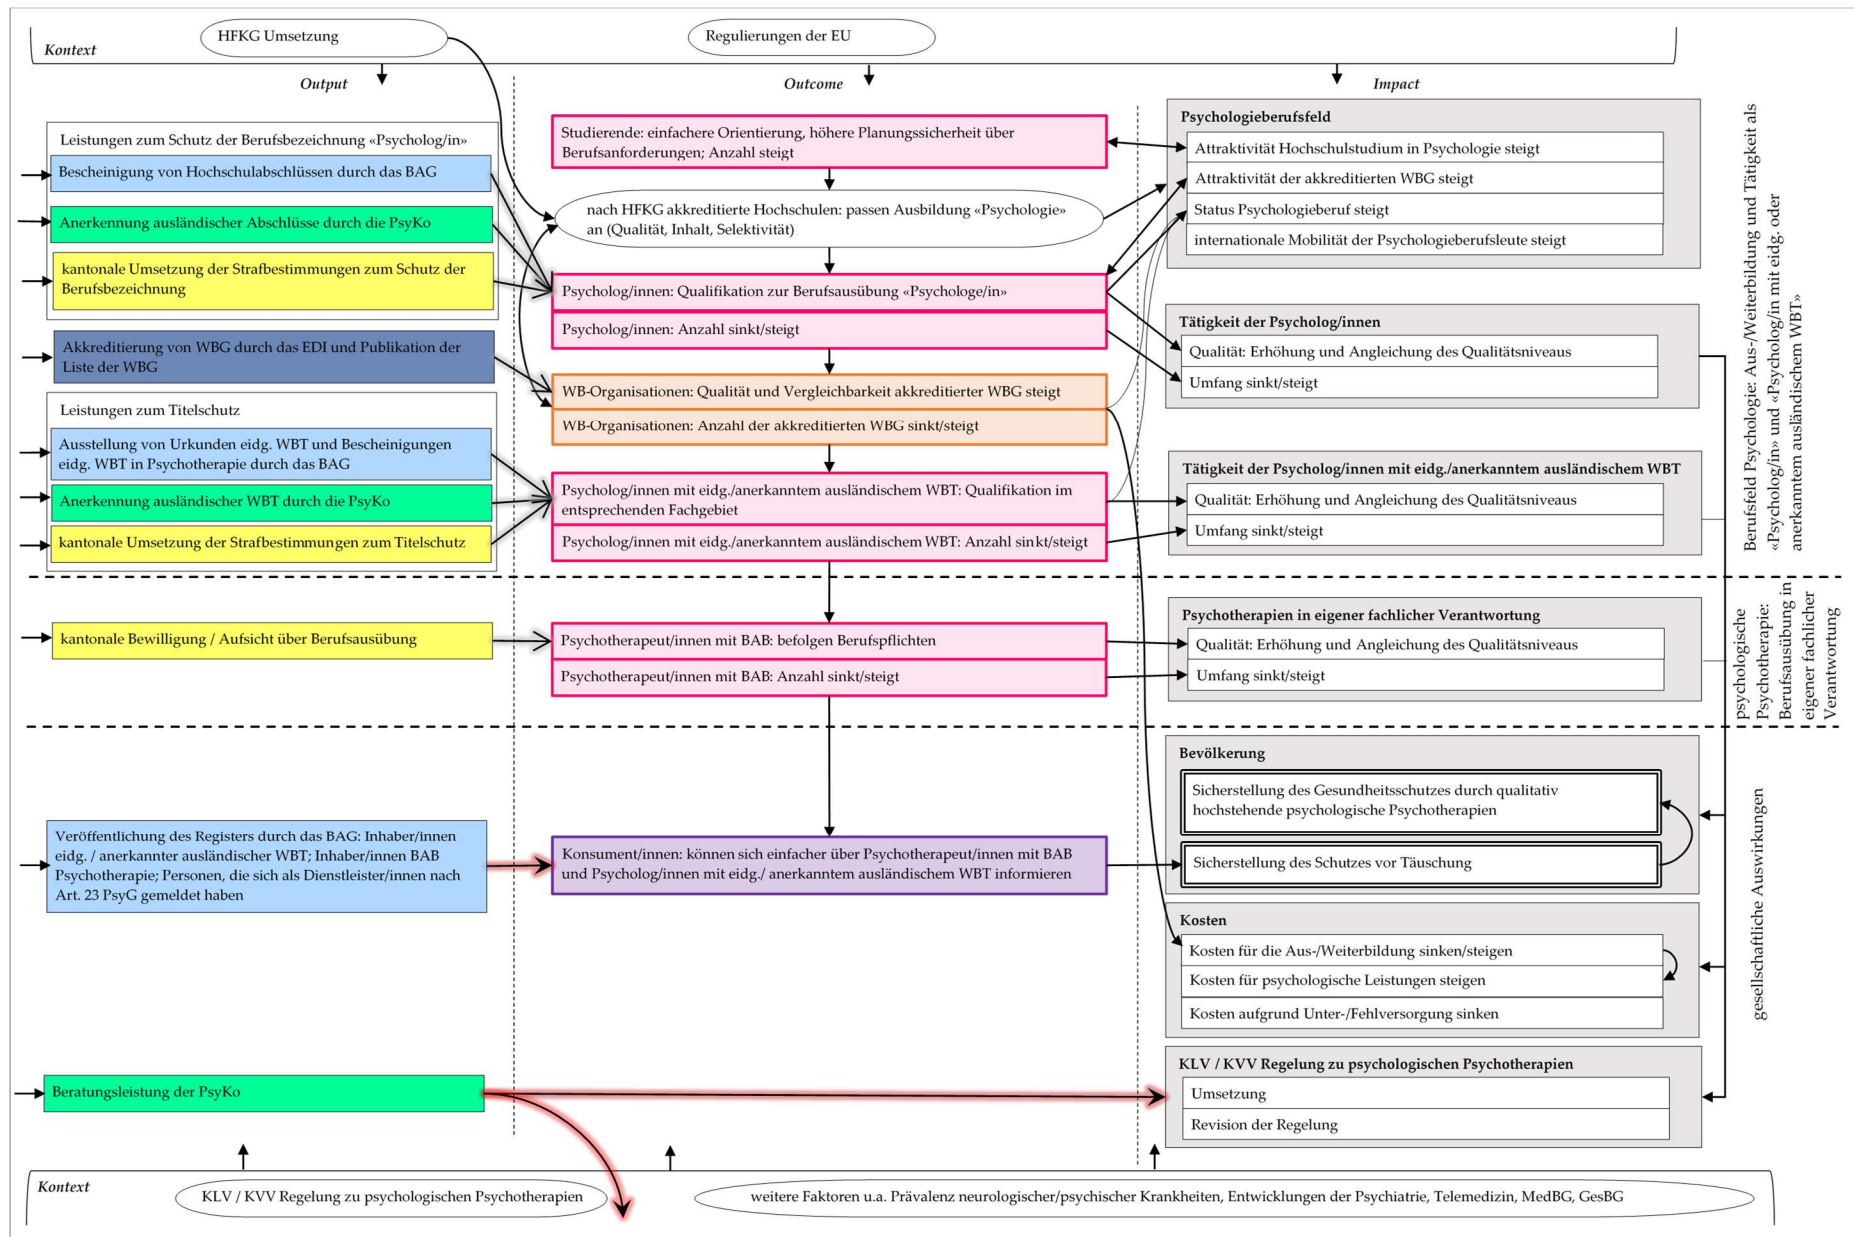 Kontext
HFKG Umsetzung
Regulierungen der EU
Output
Outcome
Impact
Leistungen zum Schutz der Berufsbezeichnung «Psycholog/in»
Bescheinigung von Hochschulabschlüssen durch das BAG
Anerkennung ausländischer Abschlüsse durch die PsyKo
kantonale Umsetzung der Strafbestimmungen zum Schutz der
Berufsbezeichnung
Akkreditierung von WBG durch das EDI und Publikation der
Liste der WBG
Leistungen zum Titelschutz
Ausstellung von Urkunden eidg. WBT und Bescheinigungen
eidg. WBT in Psychotherapie durch das BAG
Anerkennung ausländischer WBT durch die PsyKo
kantonale Umsetzung der Strafbestimmungen zum Titelschutz
kantonale Bewilligung / Aufsicht über Berufsausübung
Veröffentlichung des Registers durch das BAG: Inhaber/innen
eidg. / anerkannter ausländischer WBT; Inhaber/innen BAB
Psychotherapie; Personen, die sich als Dienstleister/innen nach
Art. 23 PsyG gemeldet haben
Beratungsleistung der PsyKo
Studierende: einfachere Orientierung, höhere Planungssicherheit über
Berufsanforderungen; Anzahl steigt
nach HFKG akkreditierte Hochschulen: passen Ausbildung «Psychologie»
an (Qualität, Inhalt, Selektivität)
Psycholog/innen: Qualifikation zur Berufsausübung «Psychologe/in»
Psycholog/innen: Anzahl sinkt/steigt
WB-Organisationen: Qualität und Vergleichbarkeit akkreditierter WBG steigt
WB-Organisationen: Anzahl der akkreditierten WBG sinkt/steigt
Psycholog/innen mit eidg./anerkanntem ausländischem WBT: Qualifikation im
entsprechenden Fachgebiet
Psycholog/innen mit eidg./anerkanntem ausländischem WBT: Anzahl sinkt/steigt
Psychotherapeut/innen mit BAB: befolgen Berufspflichten
Psychotherapeut/innen mit BAB: Anzahl sinkt/steigt
Konsument/innen: können sich einfacher über Psychotherapeut/innen mit BAB
und Psycholog/innen mit eidg./ anerkanntem ausländischem WBT informieren
Psychologieberufsfeld
Attraktivität Hochschulstudium in Psychologie steigt
Attraktivität der akkreditierten WBG steigt
Status Psychologieberuf steigt
internationale Mobilität der Psychologieberufsleute steigt
Tätigkeit der Psycholog/innen
Qualität: Erhöhung und Angleichung des Qualitätsniveaus
Umfang sinkt/steigt
Tätigkeit der Psycholog/innen mit eidg./anerkanntem ausländischem WBT
Qualität: Erhöhung und Angleichung des Qualitätsniveaus
Umfang sinkt/steigt
Psychotherapien in eigener fachlicher Verantwortung
Qualität: Erhöhung und Angleichung des Qualitätsniveaus
Umfang sinkt/steigt
Bevölkerung
Sicherstellung des Gesundheitsschutzes durch qualitativ
hochstehende psychologische Psychotherapien
Sicherstellung des Schutzes vor Täuschung
Kosten
Kosten für die Aus-/Weiterbildung sinken/steigen
Kosten für psychologische Leistungen steigen
Kosten aufgrund Unter-/Fehlversorgung sinken
KLV / KVV Regelung zu psychologischen Psychotherapien
Umsetzung
Revision der Regelung
Berufsfeld Psychologie: Aus-/Weiterbildung und Tätigkeit als
«Psycholog/in» und «Psycholog/in mit eidg. oder
anerkanntem ausländischem WBT»
psychologische
Psychotherapie:
Berufsausübung in
eigener fachlicher
Verantwortung
gesellschaftliche Auswirkungen
Kontext
KLV / KVV Regelung zu psychologischen Psychotherapien
weitere Faktoren u.a. Prävalenz neurologischer/psychischer Krankheiten, Entwicklungen der Psychiatrie, Telemedizin, MedBG, GesBG